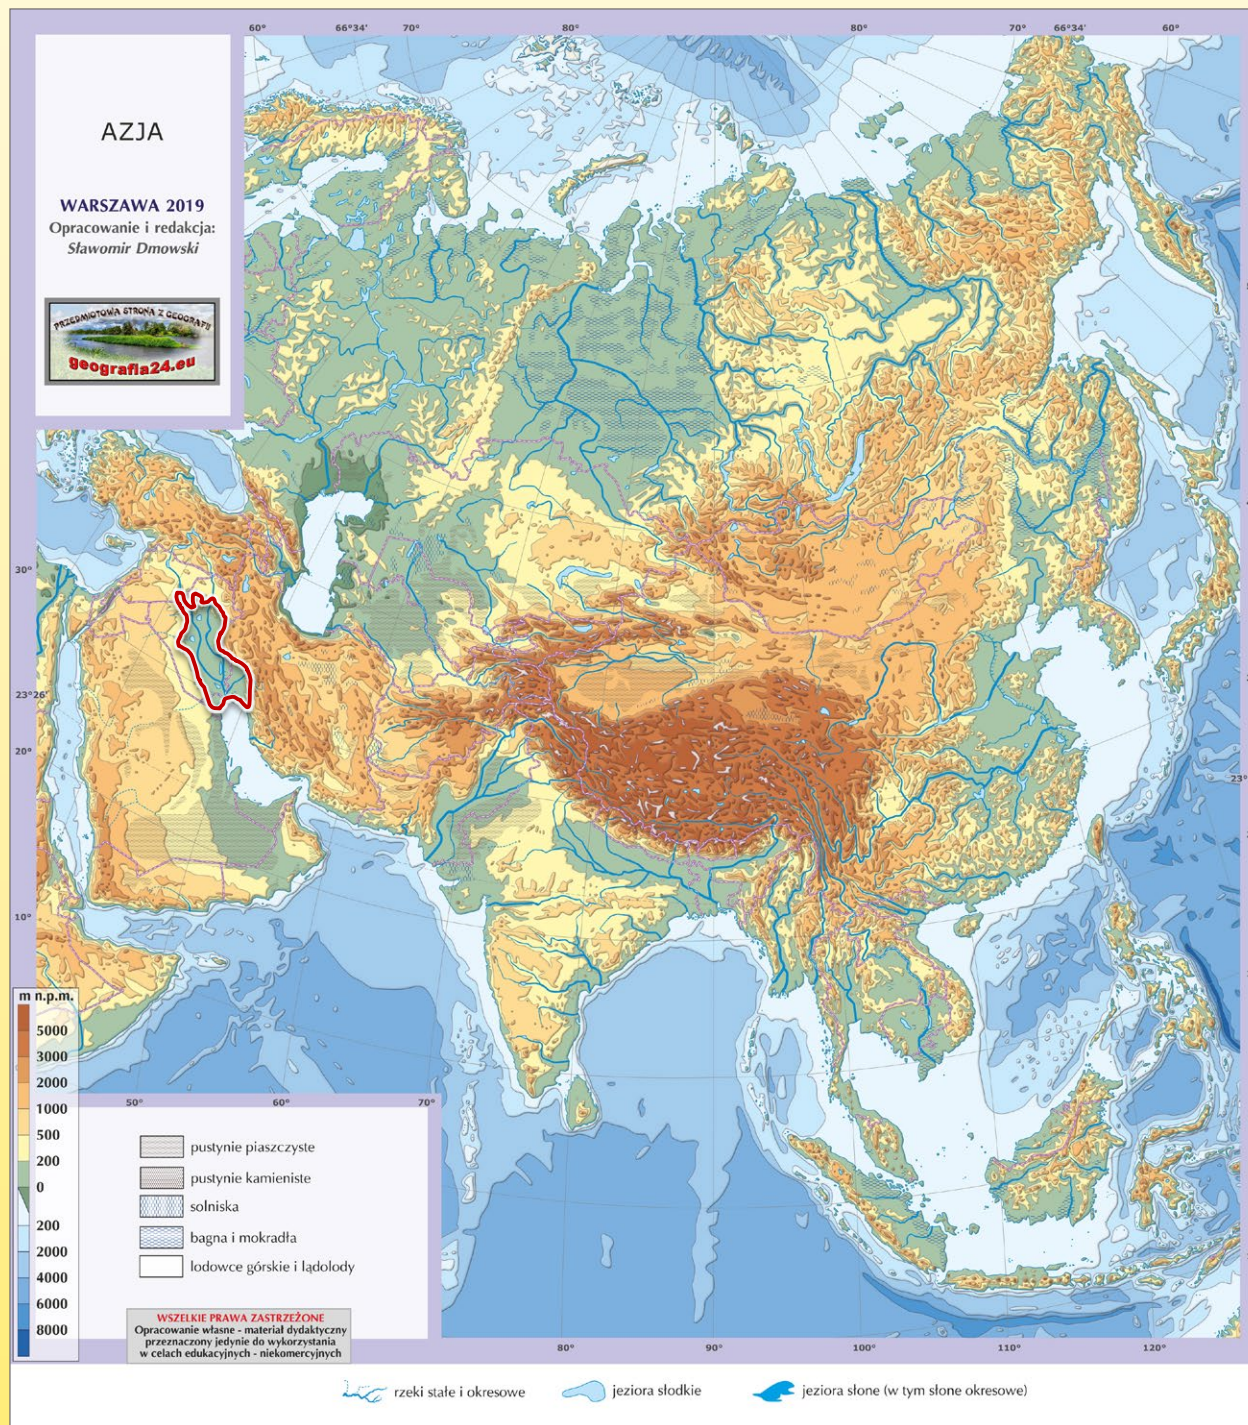 60°
66°34'
70°
80°
80°
70°
66°34'
60°
AZJA
WARSZAWA 2019
Opracowanie i redakcja:
Sławomir Dmowski
PRZEDMIOTOWA STRONA Z GEOGRAFII
geografia24.eu
30°
23°26'
20°
23°
10°
m n.p.m.
5000
3000
2000
1000
500
200
0
200
2000
4000
6000
8000
50°
60°
70°
pustynie piaszczyste
pustynie kamieniste
solniska
bagna i mokradła
lodowce górskie i lądolody
WSZELKIE PRAWA ZASTRZEŻONE
Opracowanie własne - materiał dydaktyczny
przeznaczony jedynie do wykorzystania
w celach edukacyjnych - niekomercyjnych
80°
90°
100°
110°
120°
rzeki stałe i okresowe
jeziora słodkie
jeziora słone (w tym słone okresowe)